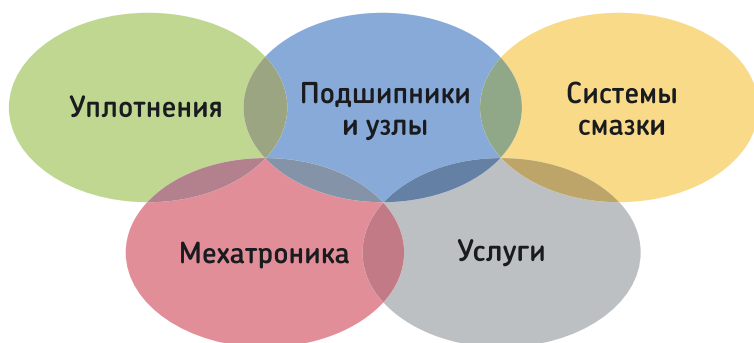 Уплотнения
Подшипники
и узлы
Системы
смазки
Мехатроника
Услуги